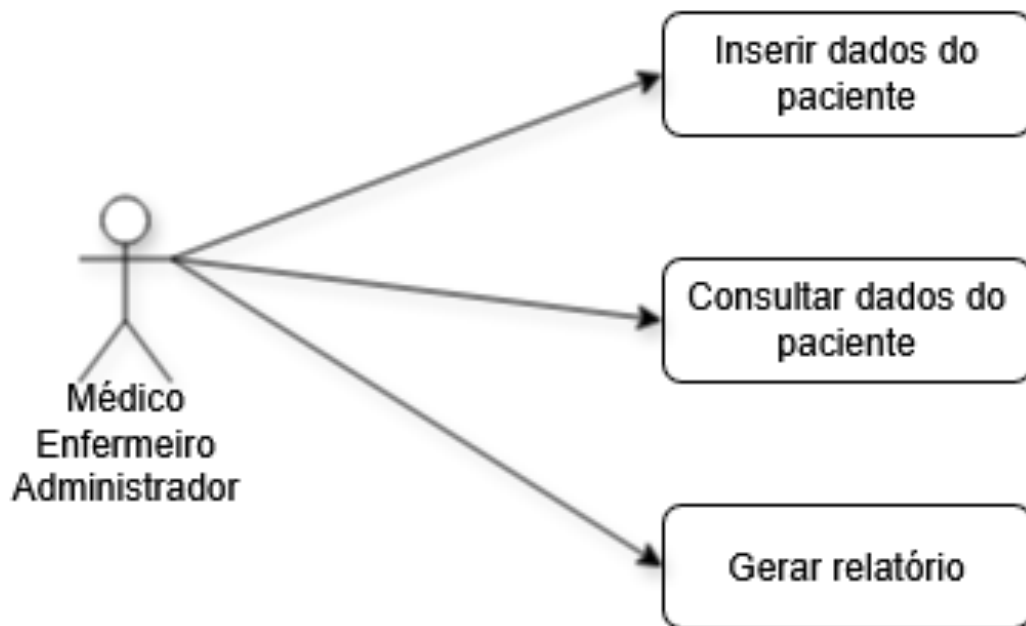 Inserir dados do
paciente
Consultar dados do
paciente
Médico
Enfermeiro
Administrador
Gerar relatório